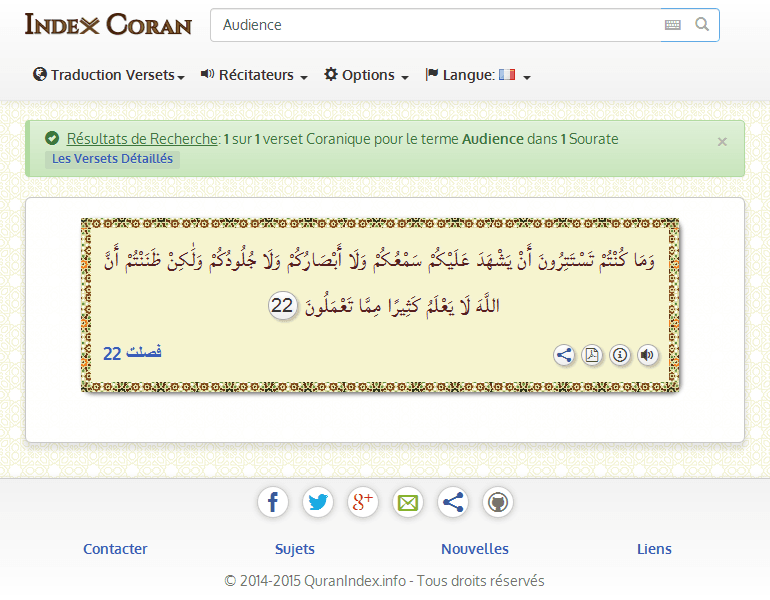 INDEX CORAN
Audience
Traduction Versets
Récitateurs
Options
Langue:
Résultats de Recherche: 1 sur 1 verset Coranique pour le terme Audience dans 1 Sourate
×
Les Versets Détaillés
وَمَا كُنْتُمْ تَسْتَتِرُونَ أَنْ يَشْهَدَ عَلَيْكُمْ سَمْعُكُمْ وَلَا أَبْصَارُكُمْ وَلَا جُلُودُكُمْ وَلَٰكِنْ ظَنَنْتُمْ أَنَّ
اللَّهَ لَا يَعْلَمُ كَثِيرًا مِمَّا تَعْمَلُونَ 22
فصلت 22
Contacter
Sujets
Nouvelles
Liens
© 2014-2015 QuranIndex.info - Tous droits réservés